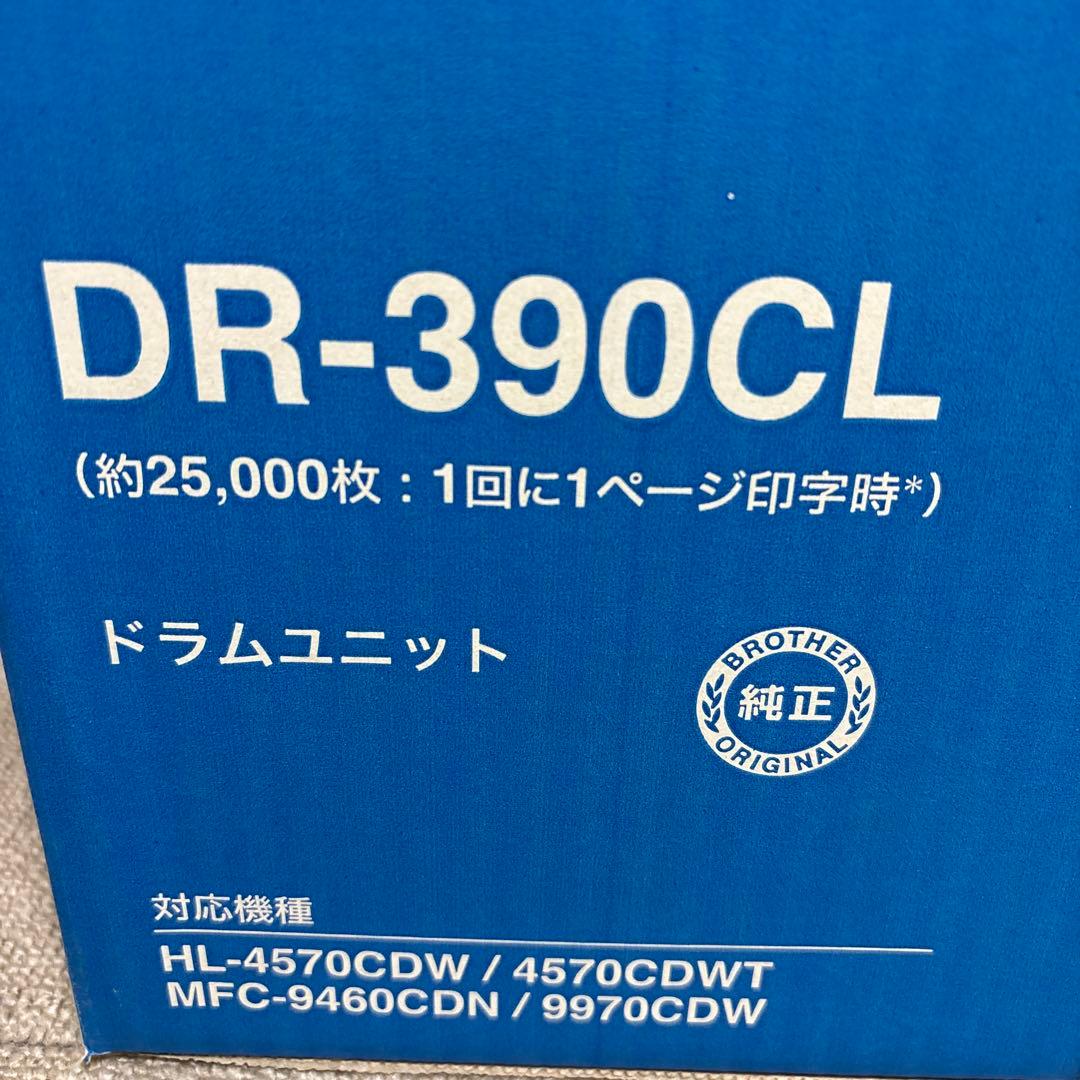 DR-390CL
（約25,000枚：1回に1ページ印字時*）
ドラムユニット
BROTHER
純正
ORIGINAL
対応機種
HL-4570CDW / 4570CDWT
MFC-9460CDN / 9970CDW